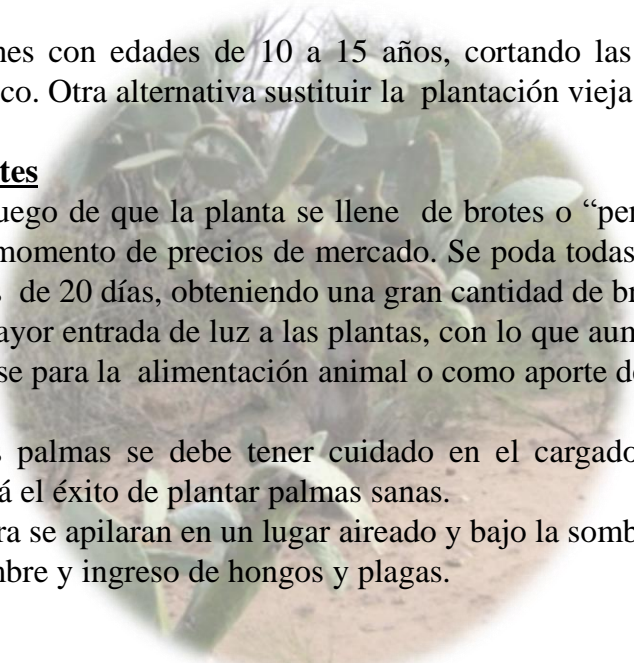 nes con edades de 10 a 15 años, cortando las
co. Otra alternativa sustituir la plantación vieja
tes
uego de que la planta se llene de brotes o “per
momento de precios de mercado. Se poda todas
de 20 días, obteniendo una gran cantidad de br
ayor entrada de luz a las plantas, con lo que aun
se para la alimentación animal o como aporte de
palmas se debe tener cuidado en el cargado
á el éxito de plantar palmas sanas.
ra se apilaran en un lugar aireado y bajo la somb
mbre y ingreso de hongos y plagas.